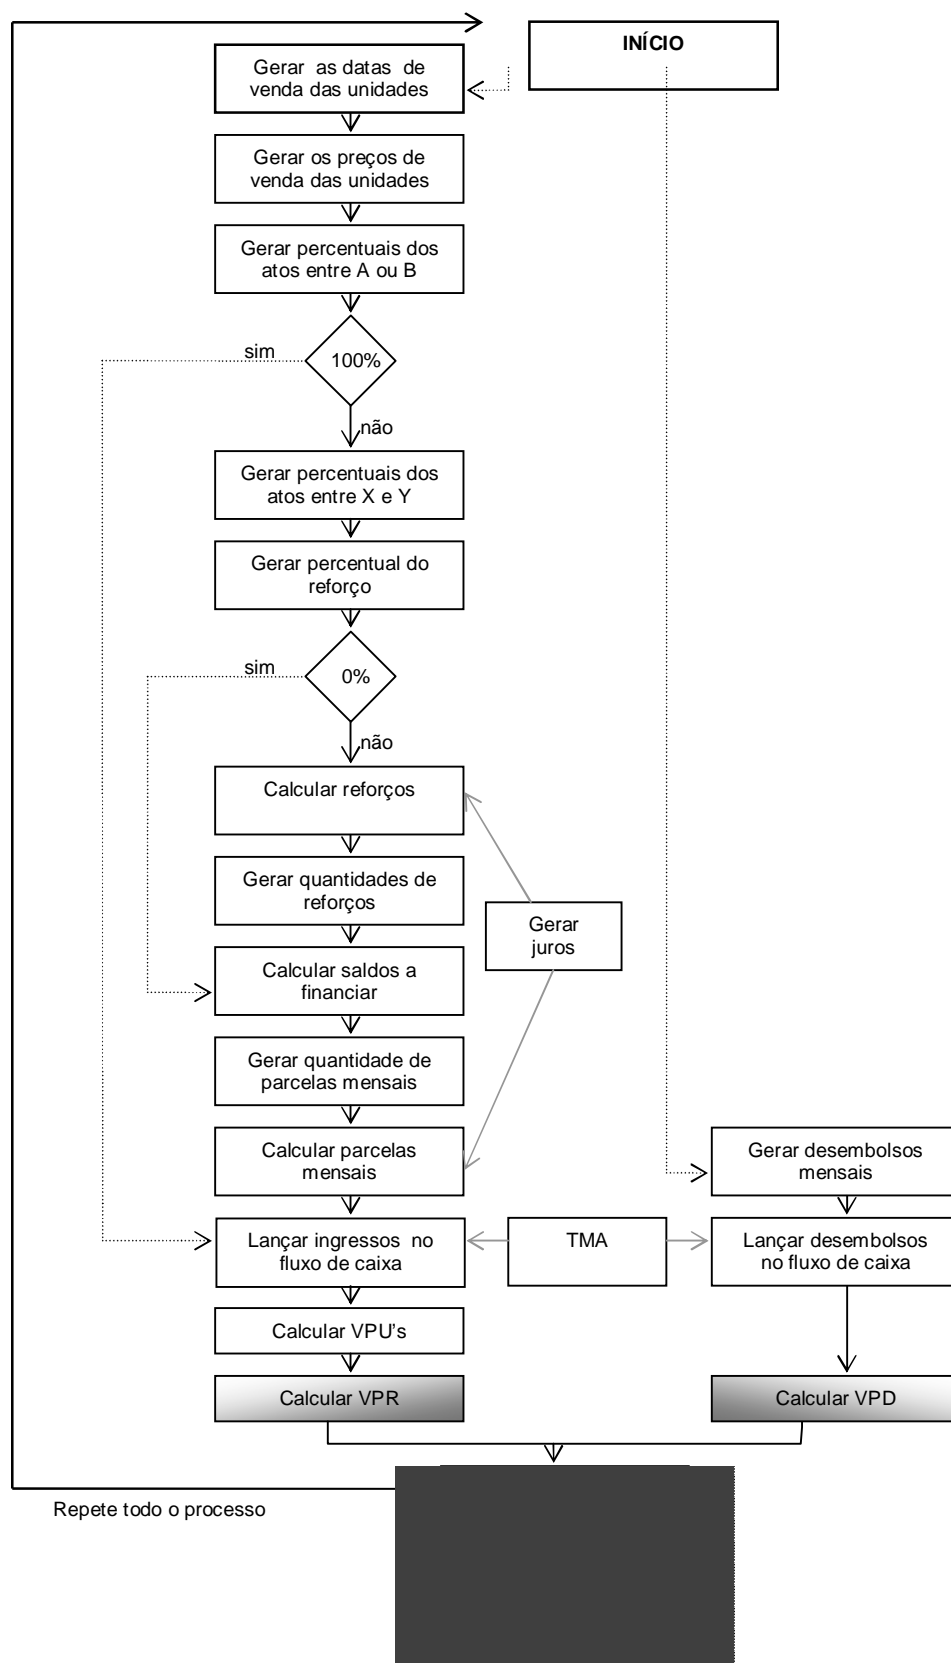 INÍCIO
Gerar as datas de
venda das unidades
Gerar os preços de
venda das unidades
Gerar percentuais dos
atos entre A ou B
sim
100%
não
Gerar percentuais dos
atos entre X e Y
Gerar percentual do
reforço
sim
0%
não
Calcular reforços
Gerar quantidades de
reforços
Gerar
juros
Calcular saldos a
financiar
Gerar quantidade de
parcelas mensais
Calcular parcelas
mensais
Gerar desembolsos
mensais
Lançar ingressos no
fluxo de caixa
TMA
Lançar desembolsos
no fluxo de caixa
Calcular VPU's
Calcular VPR
Calcular VPD
Repete todo o processo